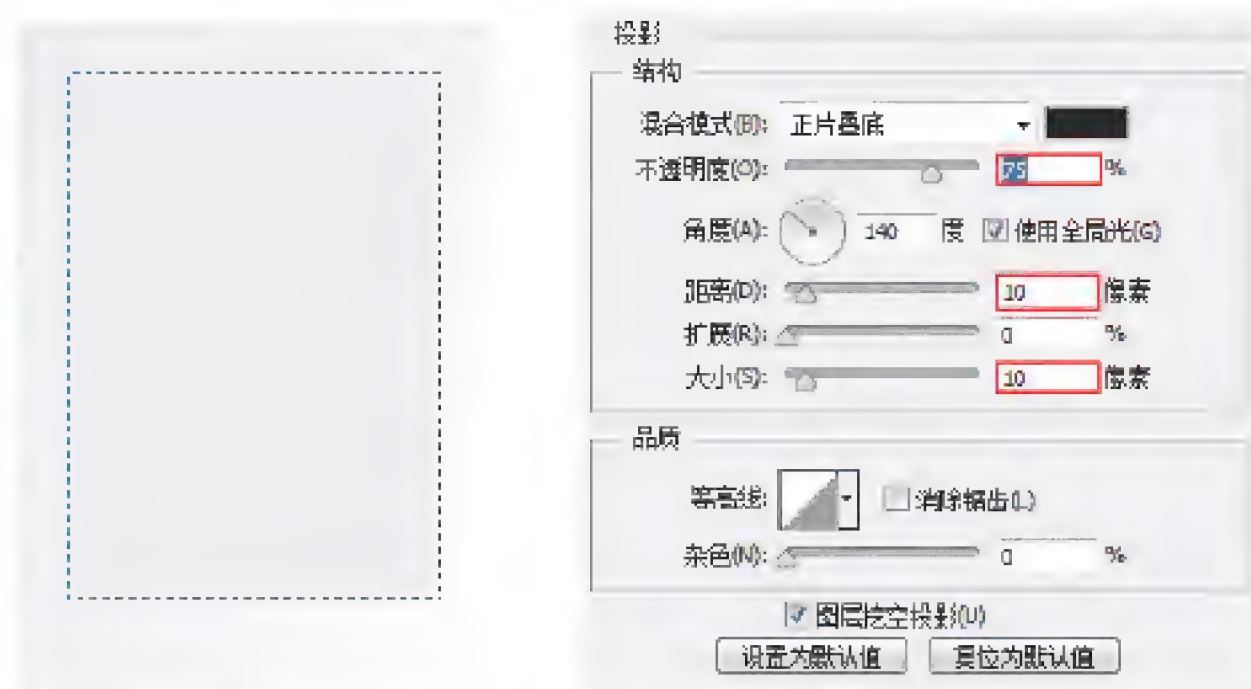 投影
结构
混合模式(B): 正片叠底
不透明度(O): 75 %
角度(A): 140 度 使用全局光(G)
距离(D): 10 像素
扩展(R): 0 %
大小(S): 10 像素
品质
等高线: 消除锯齿(L)
杂色(N): 0 %
图层挖空投影(U)
设置为默认值 复位为默认值